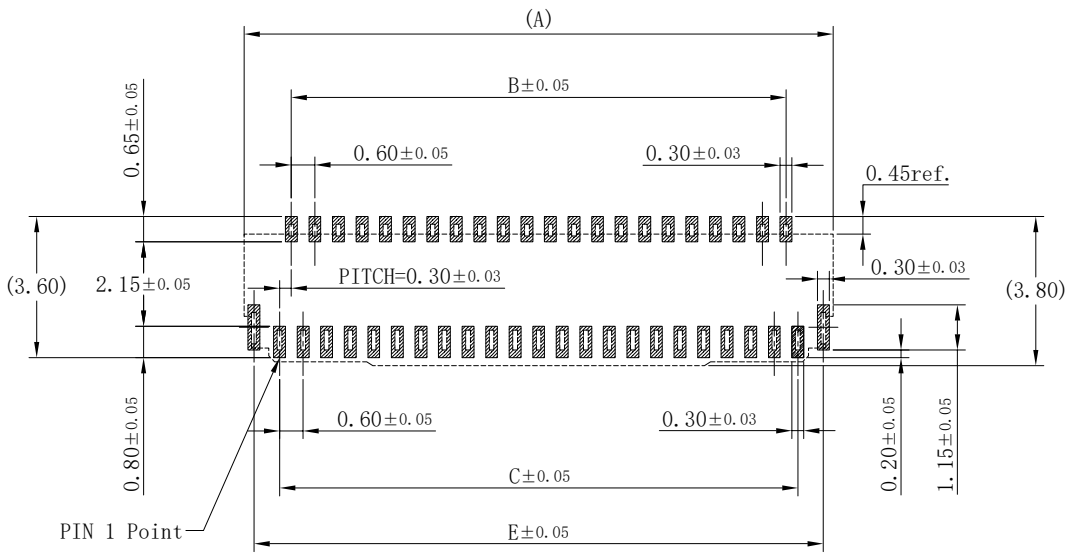 (A)
B±0.05
0.65±0.05
0.60±0.05
0.30±0.03
0.45ref.
(3.60)
2.15±0.05
PITCH=0.30±0.03
0.30±0.03
(3.80)
0.80±0.05
0.60±0.05
0.30±0.03
0.20±0.05
1.15±0.05
C±0.05
PIN 1 Point
E±0.05